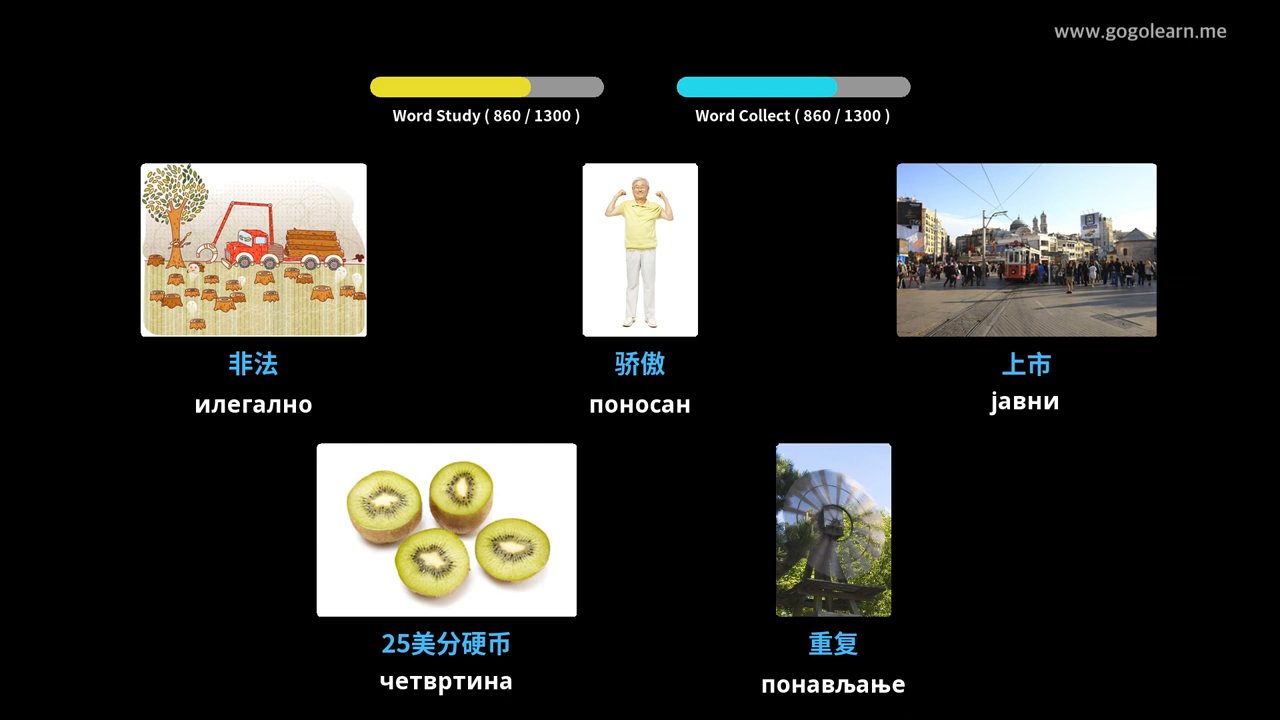 www.gogolearn.me
Word Study ( 860 / 1300 )
Word Collect ( 860 / 1300 )
非法
илегално
骄傲
поносан
上市
јавни
25美分硬币
четвртина
重复
понављање